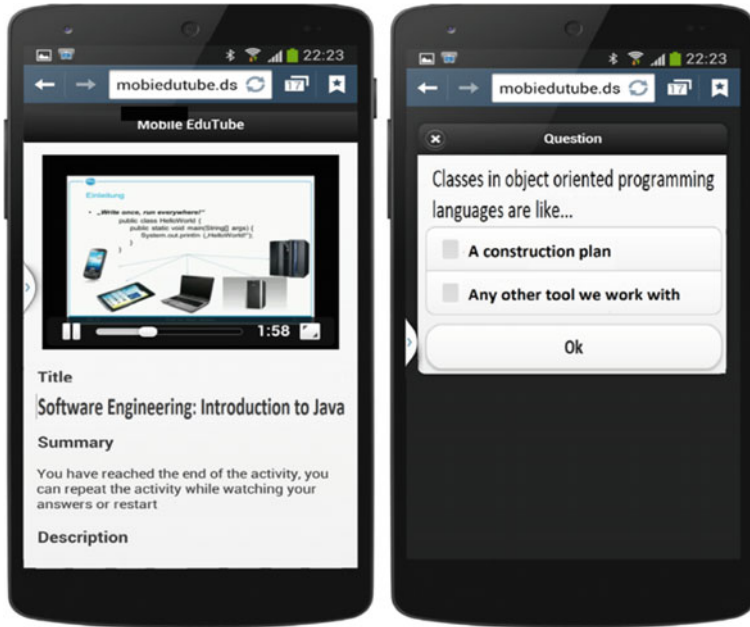 22:23
mobiedutube.ds
17
Mobile EduTube
Einleitung
„Write once, run everywhere!“
public class HelloWorld {
public static void main(String[] args) {
System.out.println („HelloWorld!“);
}
}
1:58
Title
Software Engineering: Introduction to Java
Summary
You have reached the end of the activity, you
can repeat the activity while watching your
answers or restart
Description
22:23
mobiedutube.ds
17
Question
Classes in object oriented programming
languages are like...
A construction plan
Any other tool we work with
Ok